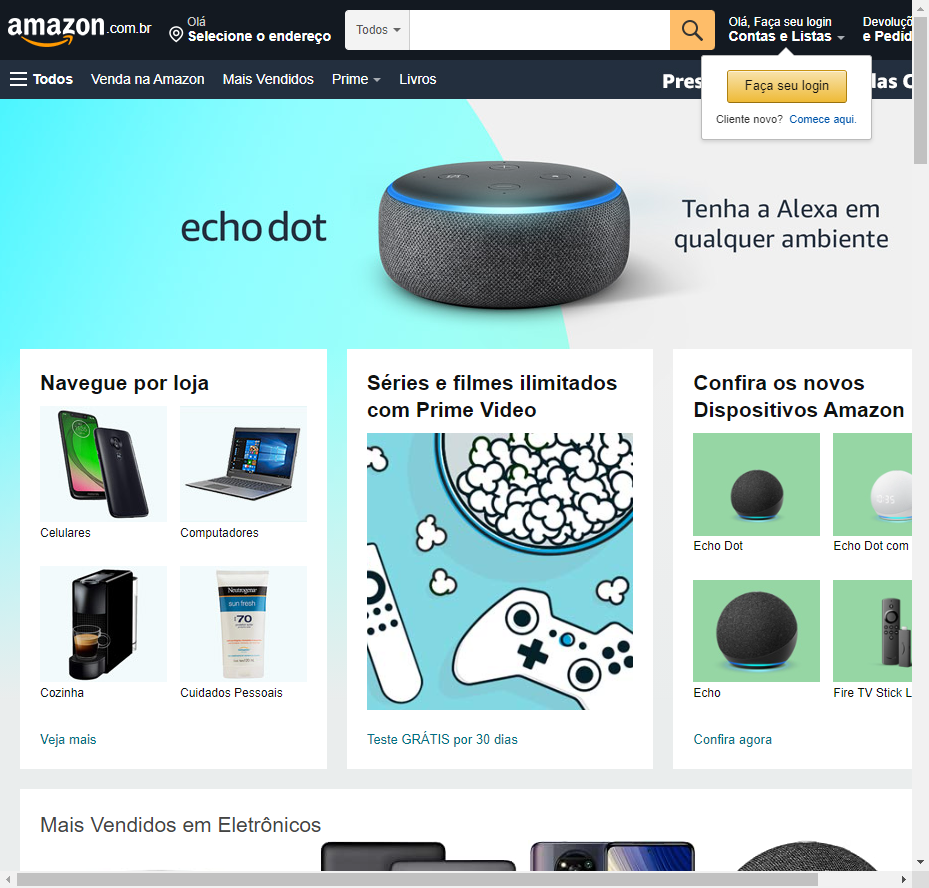 amazon.com.br
Olá
Selecione o endereço
Todos
Olá, Faça seu login
Contas e Listas
Devoluçõ
e Pedid
Todos
Venda na Amazon
Mais Vendidos
Prime
Livros
Pres
las C
Faça seu login
Cliente novo? Comece aqui.
echo dot
Tenha a Alexa em
qualquer ambiente
Navegue por loja
Celulares
Computadores
Neutrogena
sun fresh
70
Cozinha
Cuidados Pessoais
Veja mais
Séries e filmes ilimitados
com Prime Video
Teste GRÁTIS por 30 dias
Confira os novos
Dispositivos Amazon
Echo Dot
Echo Dot com
Echo
Fire TV Stick L
Confira agora
Mais Vendidos em Eletrônicos